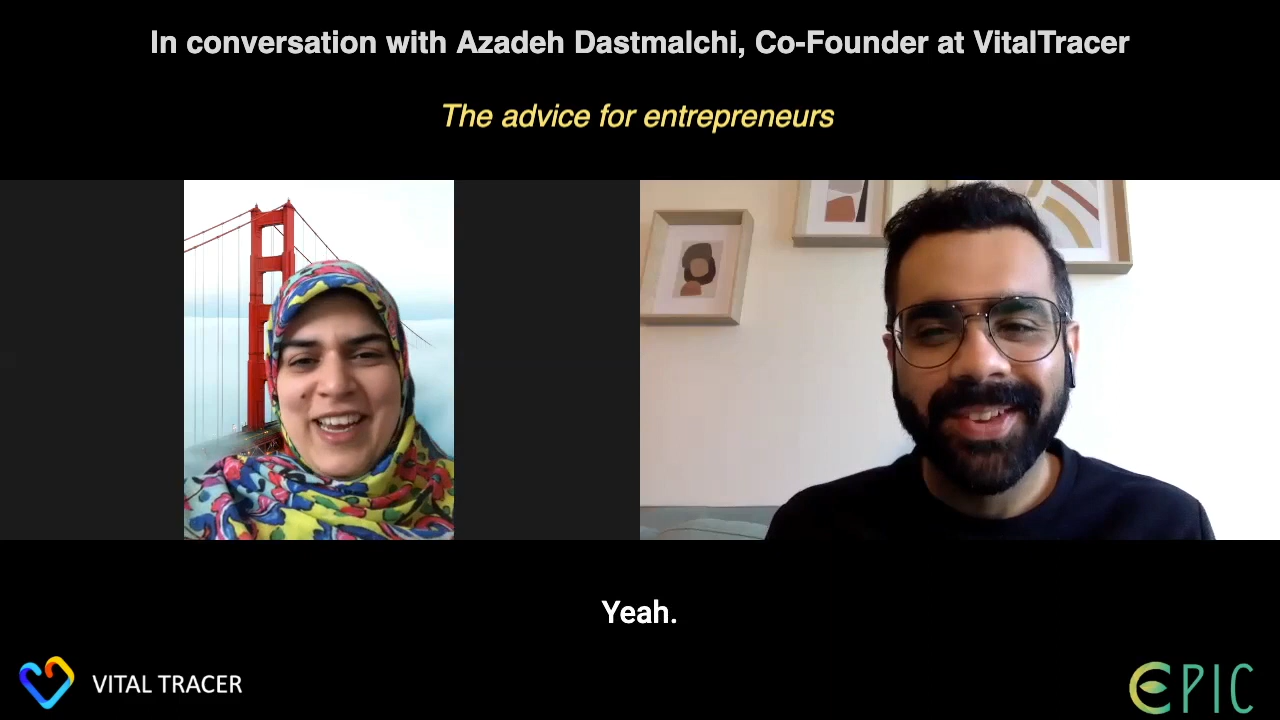 In conversation with Azadeh Dastmalchi, Co-Founder at VitalTracer
The advice for entrepreneurs
Yeah.
VITAL TRACER
EPIC